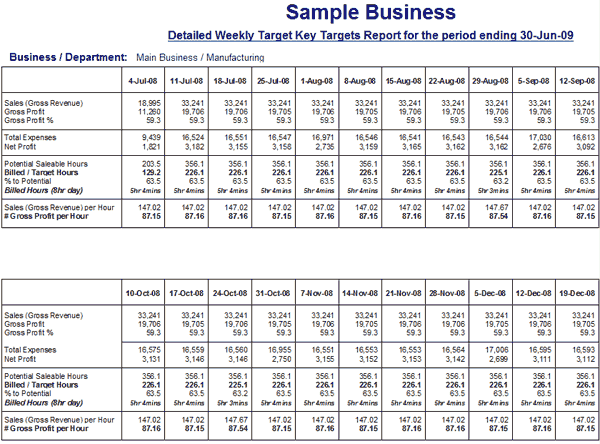 Sample Business
Detailed Weekly Target Key Targets Report for the period ending 30-Jun-09
Business / Department: Main Business / Manufacturing
4-Jul-08 11-Jul-08 18-Jul-08 25-Jul-08 1-Aug-08 8-Aug-08 15-Aug-08 22-Aug-08 29-Aug-08 5-Sep-08 12-Sep-08
Sales (Gross Revenue) 18,995 33,241 33,241 33,241 33,241 33,241 33,241 33,241 33,241 33,241 33,241
Gross Profit 11,260 19,706 19,706 19,705 19,706 19,705 19,706 19,705 19,706 19,706 19,705
Gross Profit % 59.3 59.3 59.3 59.3 59.3 59.3 59.3 59.3 59.3 59.3 59.3
Total Expenses 9,439 16,524 16,551 16,547 16,971 16,546 16,541 16,543 16,544 17,030 16,613
Net Profit 1,821 3,182 3,155 3,158 2,735 3,159 3,165 3,162 3,162 2,676 3,092
Potential Saleable Hours 203.5 356.1 356.1 356.1 356.1 356.1 356.1 356.1 356.1 356.1 356.1
Billed / Target Hours 129.2 226.1 226.1 226.1 226.1 226.1 226.1 226.1 225.1 226.1 226.1
% to Potential 63.5 63.5 63.5 63.5 63.5 63.5 63.5 63.5 63.2 63.5 63.5
Billed Hours (8hr day) 5hr 4mins 5hr 4mins 5hr 4mins 5hr 4mins 5hr 4mins 5hr 4mins 5hr 4mins 5hr 4mins 5hr 3mins 5hr 4mins 5hr 4mins
Sales (Gross Revenue) per Hour 147.02 147.02 147.02 147.02 147.02 147.02 147.02 147.02 147.67 147.02 147.02
# Gross Profit per Hour 87.15 87.16 87.16 87.15 87.16 87.15 87.16 87.15 87.54 87.16 87.15
10-Oct-08 17-Oct-08 24-Oct-08 31-Oct-08 7-Nov-08 14-Nov-08 21-Nov-08 28-Nov-08 5-Dec-08 12-Dec-08 19-Dec-08
Sales (Gross Revenue) 33,241 33,241 33,241 33,241 33,241 33,241 33,241 33,241 33,241 33,241 33,241
Gross Profit 19,706 19,705 19,706 19,705 19,706 19,705 19,706 19,706 19,705 19,706 19,705
Gross Profit % 59.3 59.3 59.3 59.3 59.3 59.3 59.3 59.3 59.3 59.3 59.3
Total Expenses 16,575 16,559 16,560 16,955 16,551 16,553 16,553 16,564 17,006 16,595 16,593
Net Profit 3,131 3,146 3,146 2,750 3,155 3,152 3,153 3,142 2,699 3,111 3,112
Potential Saleable Hours 356.1 356.1 356.1 356.1 356.1 356.1 356.1 356.1 356.1 356.1 356.1
Billed / Target Hours 226.1 226.1 225.1 226.1 226.1 226.1 226.1 226.1 226.1 226.1 226.1
% to Potential 63.5 63.5 63.2 63.5 63.5 63.5 63.5 63.5 63.5 63.5 63.5
Billed Hours (8hr day) 5hr 4mins 5hr 4mins 5hr 3mins 5hr 4mins 5hr 4mins 5hr 4mins 5hr 4mins 5hr 4mins 5hr 4mins 5hr 4mins 5hr 4mins
Sales (Gross Revenue) per Hour 147.02 147.02 147.67 147.02 147.02 147.02 147.02 147.02 147.02 147.02 147.02
# Gross Profit per Hour 87.16 87.15 87.54 87.15 87.16 87.15 87.16 87.16 87.15 87.16 87.15